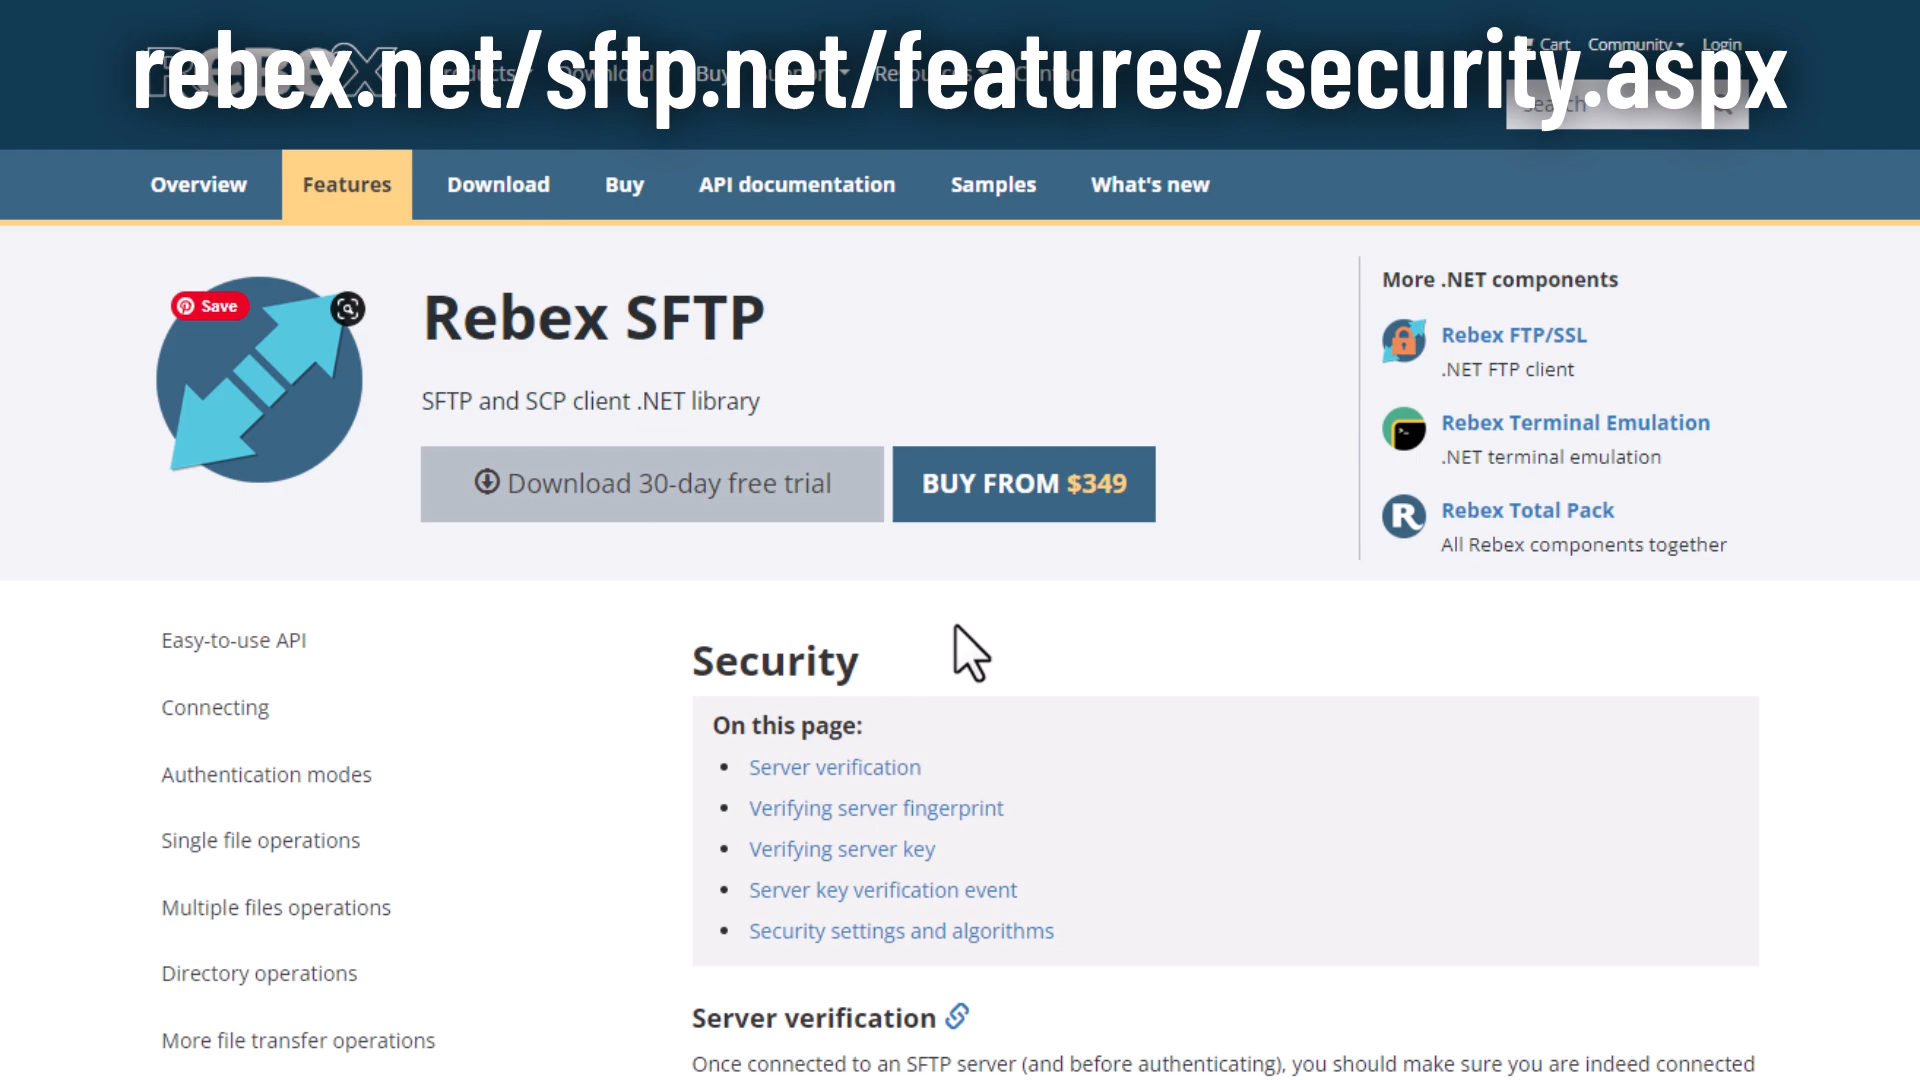 rebex.net/sftp.net/features/security.aspx
Cart Community Login
Search
Overview Features Download Buy API documentation Samples What's new
Save
Rebex SFTP
SFTP and SCP client .NET library
Download 30-day free trial
BUY FROM $349
More .NET components
Rebex FTP/SSL
.NET FTP client
Rebex Terminal Emulation
.NET terminal emulation
R
Rebex Total Pack
All Rebex components together
Easy-to-use API
Connecting
Authentication modes
Single file operations
Multiple files operations
Directory operations
More file transfer operations
Security
On this page:
• Server verification
• Verifying server fingerprint
• Verifying server key
• Server key verification event
• Security settings and algorithms
Server verification
Once connected to an SFTP server (and before authenticating), you should make sure you are indeed connected